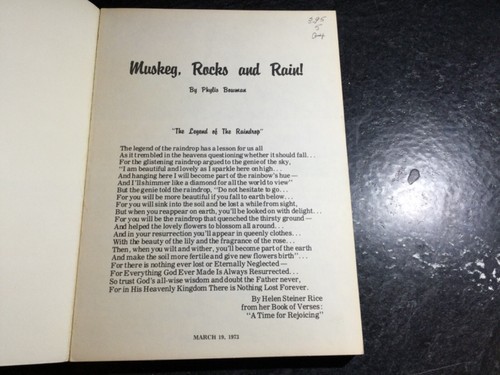 Muskeg, Rocks and Rain!
By Phylis Bowman
"The Legend of The Raindrop"
The legend of the raindrop has a lesson for us all
As it trembled in the heavens questioning whether it should fall...
For the glistening raindrop argued to the genie of the sky,
"I am beautiful and lovely as I sparkle here on high...
And hanging here I will become part of the rainbow's hue —
And I'll shimmer like a diamond for all the world to view"
But the genie told the raindrop, "Do not hesitate to go...
For you will be more beautiful if you fall to earth below...
For you will sink into the soil and be lost a while from sight,
But when you reappear on earth, you'll be looked on with delight...
For you will be the raindrop that quenched the thirsty ground —
And helped the lovely flowers to blossom all around...
And in your resurrection you'll appear in queenly clothes...
With the beauty of the lily and the fragrance of the rose...
Then, when you wilt and wither, you'll become part of the earth
And make the soil more fertile and give new flowers birth"...
For there is nothing ever lost or Eternally Neglected —
For Everything God Ever Made Is Always Resurrected...
So trust God's all-wise wisdom and doubt the Father never,
For in His Heavenly Kingdom There is Nothing Lost Forever.
By Helen Steiner Rice
from her Book of Verses:
"A Time for Rejoicing"
MARCH 19, 1973